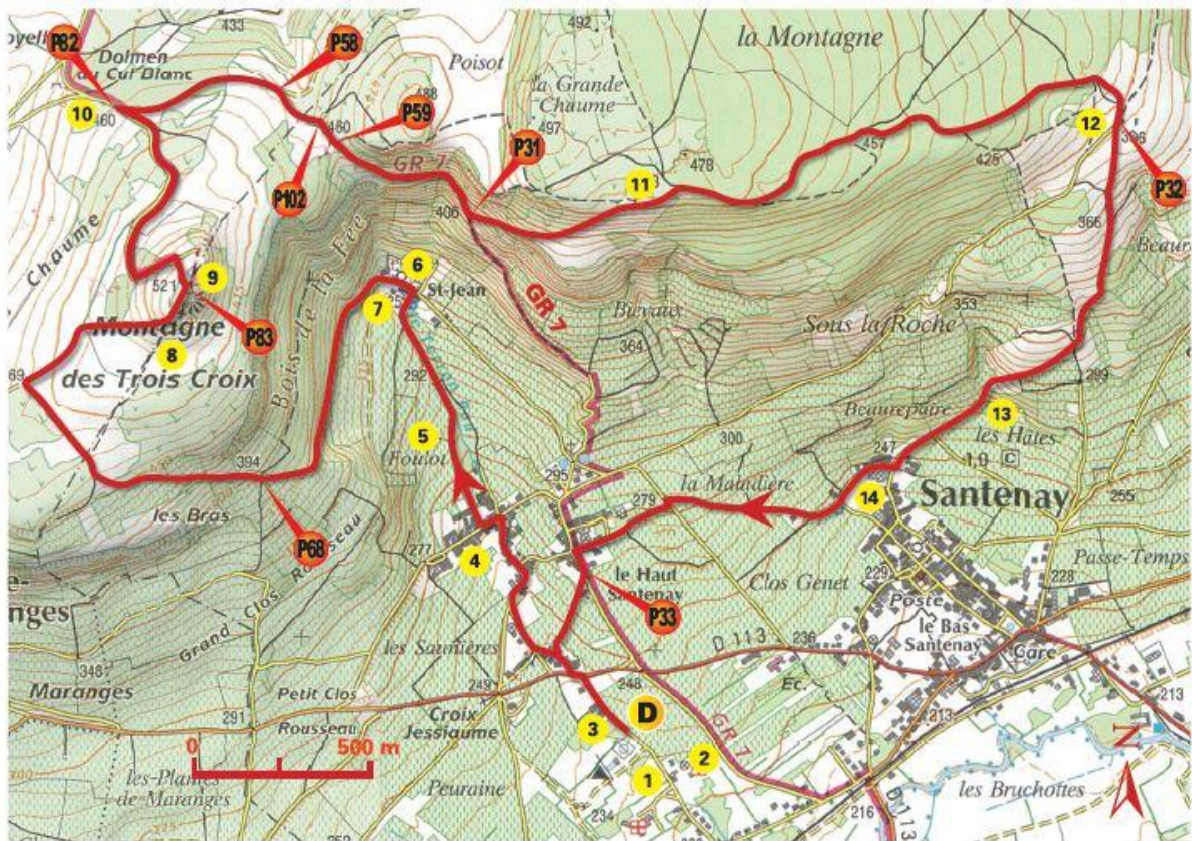 433
492
la Montagne
P82
P58
Dolmen
du Cul Blanc
Poisot
la Grande
Chaume
488
10
460
460
P59
497
12
396
P31
457
GR 7
478
425
P102
11
P32
406
366
Chaume
Bois de la Fée
6
9
521
St-Jean
7
GR 7
353
Bievaux
Sous la Roche
P83
Montagne
364
8
des Trois Croix
292
299
Beaurepaire
13
5
les Hates
Foulot
300
394
295
247
la Maladière
279
14
Santenay
255
les Bras
P68
277
4
le Haut
Santenay
Clos Genet
Passe-Temps
229
228
Poste
P33
D 113
236
le Bas
Santenay
Gare
Grand Clos Rousseau
les Saunières
348
Maranges
249
248
D
Petit Clos
Rousseau
291
Croix
Jessiaume
3
GR 7
213
213
0
500 m
2
N
1
les-Plantes
de Maranges
Peuraine
234
216
D 113
les Bruchottes